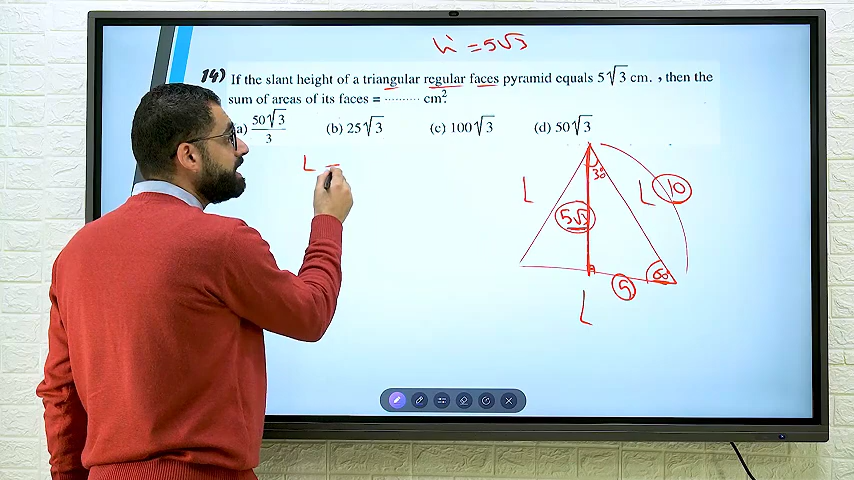 h' = 5√3
14) If the slant height of a triangular regular faces pyramid equals 5√3 cm. , then the
sum of areas of its faces = ·········· cm².
a) 50√3/3 (b) 25√3 (c) 100√3 (d) 50√3
L =
30
L
L
10
5√3
60
5
L